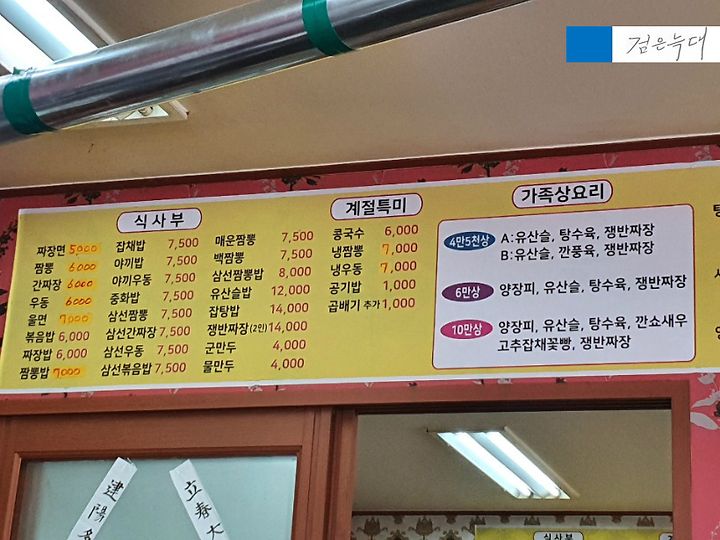 검은늑대
식사부
짜장면 5,000
짬뽕 6000
간짜장 6000
우동 6000
울면 7000
볶음밥 6,000
짜장밥 6,000
짬뽕밥 7,000
잡채밥 7,500
야끼밥 7,500
야끼우동 7,500
중화밥 7,500
삼선짬뽕 7,500
삼선간짜장 7,500
삼선우동 7,500
삼선볶음밥 7,500
매운짬뽕 7,500
백짬뽕 7,500
삼선짬뽕밥 8,000
유산슬밥 12,000
잡탕밥 14,000
쟁반짜장(2인) 14,000
군만두 4,000
물만두 4,000
계절특미
콩국수 6,000
냉짬뽕 7,000
냉우동 7,000
공기밥 1,000
곱배기 추가 1,000
가족상요리
4만5천상 A:유산슬, 탕수육, 쟁반짜장
B:유산슬, 깐풍육, 쟁반짜장
6만상 양장피, 유산슬, 탕수육, 쟁반짜장
10만상 양장피, 유산슬, 탕수육, 깐쇼새우
고추잡채꽃빵, 쟁반짜장
建陽
立春大
식사부